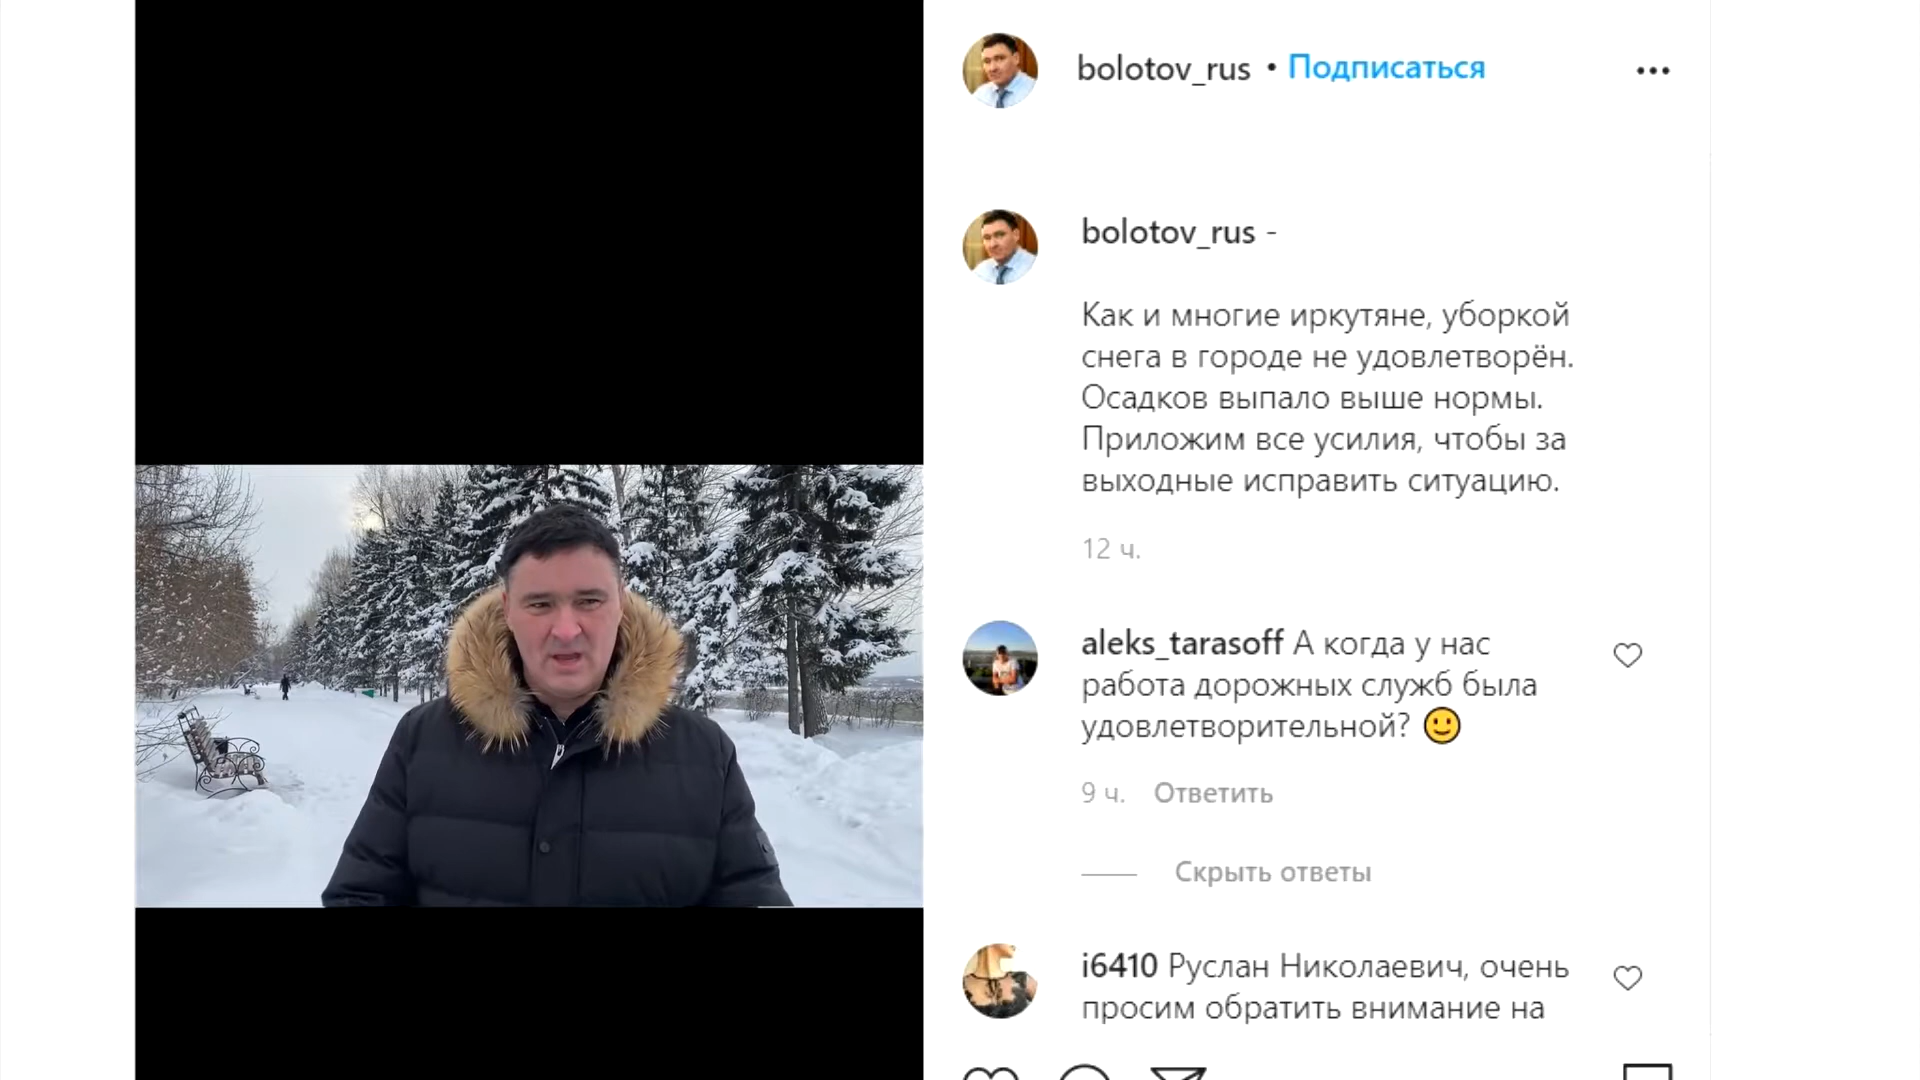 bolotov_rus • Подписаться
bolotov_rus -
Как и многие иркутяне, уборкой
снега в городе не удовлетворён.
Осадков выпало выше нормы.
Приложим все усилия, чтобы за
выходные исправить ситуацию.
12 ч.
aleks_tarasoff А когда у нас
работа дорожных служб была
удовлетворительной? 🙂
9 ч. Ответить
Скрыть ответы
i6410 Руслан Николаевич, очень
просим обратить внимание на